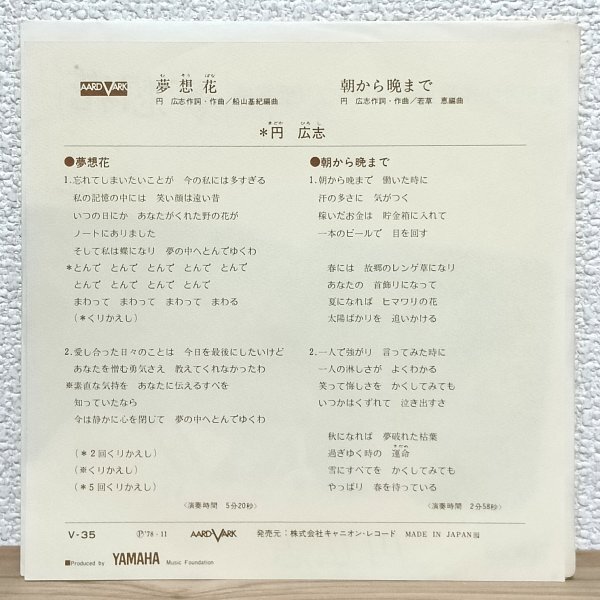 AARDVARK
む そう ばな
夢想花
円 広志作詞・作曲／船山基紀編曲
朝から晩まで
円 広志作詞・作曲／若草 恵編曲
まどか ひろ し
＊円 広志
●夢想花
1.忘れてしまいたいことが 今の私には多すぎる
私の記憶の中には 笑い顔は遠い昔
いつの日にか あなたがくれた野の花が
ノートにありました
そして私は蝶になり 夢の中へとんでゆくわ
＊とんで とんで とんで とんで とんで
とんで とんで とんで とんで
まわって まわって まわって まわる
(＊くりかえし)
2.愛し合った日々のことは 今日を最後にしたいけど
あなたを憎む勇気さえ 教えてくれなかったわ
※素直な気持を あなたに伝えるすべを
知っていたなら
今は静かに心を閉じて 夢の中へとんでゆくわ
(＊2回くりかえし)
(※くりかえし)
(＊5回くりかえし)
〈演奏時間 5分20秒〉
●朝から晩まで
1.朝から晩まで 働いた時に
汗の多さに 気がつく
稼いだお金は 貯金箱に入れて
一本のビールで 目を回す
春には 故郷のレンゲ草になり
あなたの 首飾りになって
夏になれば ヒマワリの花
太陽ばかりを 追いかける
2.一人で強がり 言ってみた時に
一人の淋しさが よくわかる
笑って悔しさを かくしてみても
いつかはくずれて 泣き出すさ
秋になれば 夢破れた枯葉
さだめ
過ぎゆく時の 運命
雪にすべてを かくしてみても
やっぱり 春を待っている
〈演奏時間 2分58秒〉
V-35
Ⓟ'78・11
AARDVARK
発売元：株式会社キャニオン・レコード
MADE IN JAPAN
●Produced by YAMAHA Music Foundation